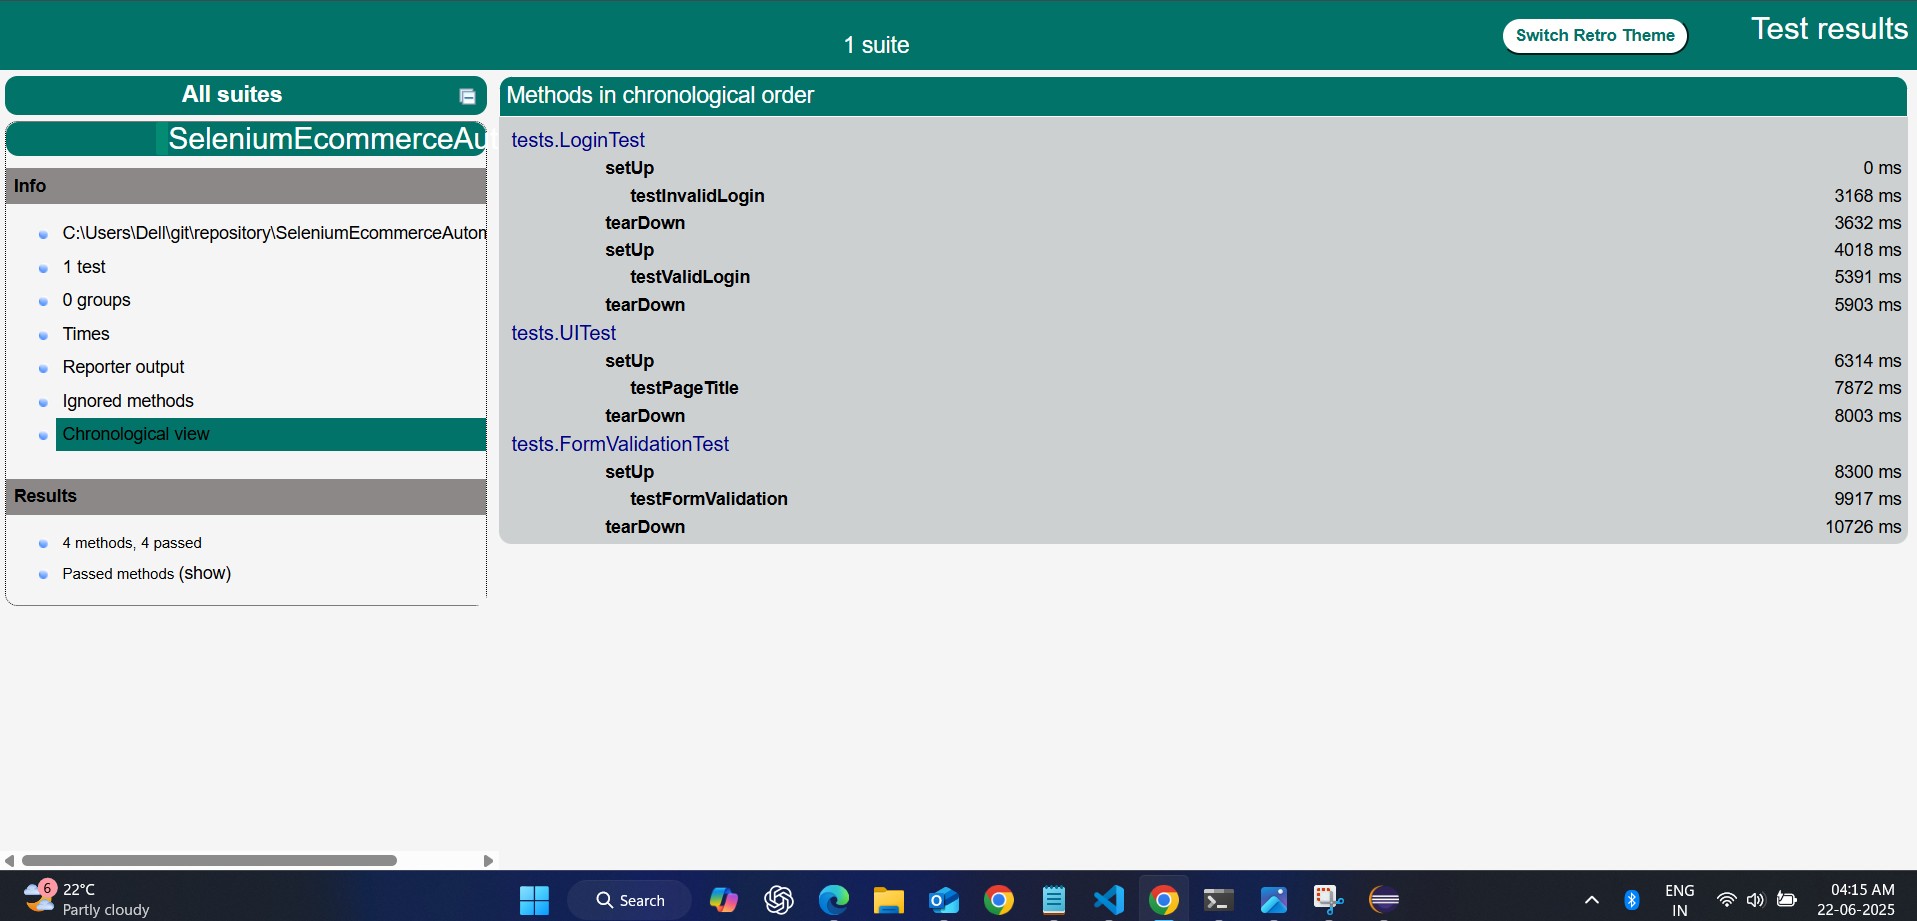 1 suite
Switch Retro Theme
Test results
All suites
SeleniumEcommerceAut
Info
C:\Users\Dell\git\repository\SeleniumEcommerceAutom
1 test
0 groups
Times
Reporter output
Ignored methods
Chronological view
Results
4 methods, 4 passed
Passed methods (show)
Methods in chronological order
tests.LoginTest
setUp 0 ms
testInvalidLogin 3168 ms
tearDown 3632 ms
setUp 4018 ms
testValidLogin 5391 ms
tearDown 5903 ms
tests.UITest
setUp 6314 ms
testPageTitle 7872 ms
tearDown 8003 ms
tests.FormValidationTest
setUp 8300 ms
testFormValidation 9917 ms
tearDown 10726 ms
6
22°C
Partly cloudy
Search
ENG
IN
04:15 AM
22-06-2025